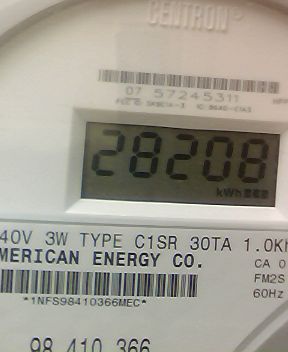 CENTRON®
07 57245311
28208
kWh
40V 3W TYPE C1SR 30TA 1.0Kh
MERICAN ENERGY CO.
CA 0
FM2S
60Hz
*1NFS98410366MEC*
98 410 366